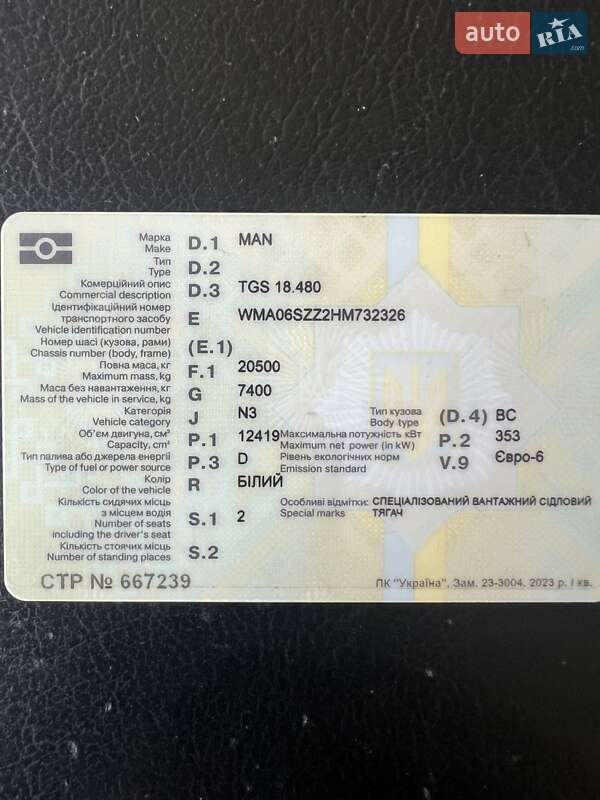 auto RIA.com
Марка D.1 MAN
Make
Тип D.2
Type
Комерційний опис D.3 TGS 18.480
Commercial description
Ідентифікаційний номер
транспортного засобу E WMA06SZZ2HM732326
Vehicle identification number
Номер шасі (кузова, рами) (E.1)
Chassis number (body, frame)
Повна маса, кг F.1 20500
Maximum mass, kg
Маса без навантаження, кг G 7400
Mass of the vehicle in service, kg
Категорія J N3 Тип кузова (D.4) BC
Vehicle category Body type
Об'єм двигуна, см³ P.1 12419 Максимальна потужність кВт P.2 353
Capacity, cm³ Maximum net power (in kW)
Тип палива або джерела енергії P.3 D Рівень екологічних норм V.9 Євро-6
Type of fuel or power source Emission standard
Колір R БІЛИЙ
Color of the vehicle
Кількість сидячих місць Особливі відмітки: СПЕЦІАЛІЗОВАНИЙ ВАНТАЖНИЙ СІДЛОВИЙ
з місцем водія S.1 2 Special marks ТЯГАЧ
Number of seats
including the driver's seat
Кількість стоячих місць S.2
Number of standing places
СТР № 667239 ПК "Україна", Зам. 23-3004, 2023 р. І кв.